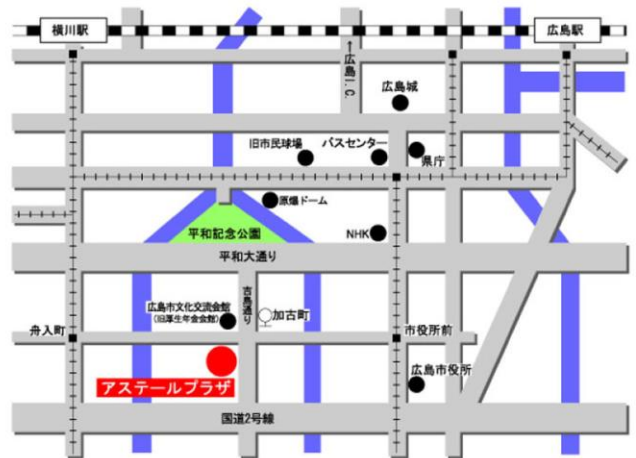 横川駅
広島駅
←広島I.C.
広島城
旧市民球場
バスセンター
県庁
原爆ドーム
平和記念公園
NHK
平和大通り
吉島通り
広島市文化交流会館
(旧厚生年金会館)
加古町
舟入町
市役所前
アステールプラザ
広島市役所
国道2号線